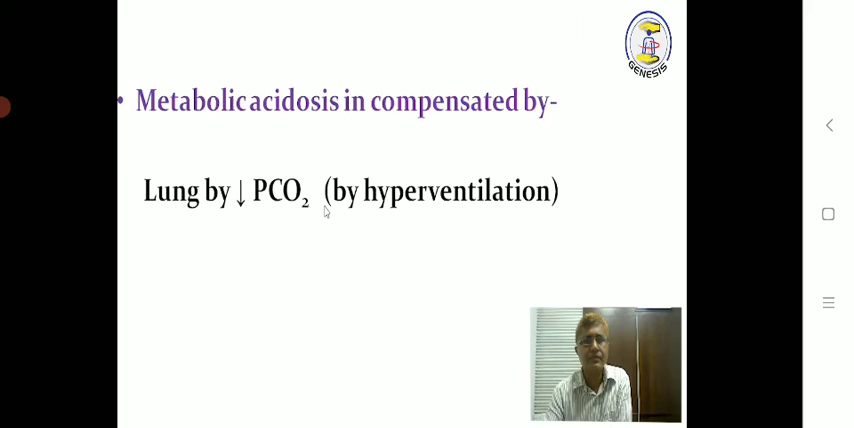 GENESIS
• Metabolic acidosis in compensated by-
Lung by ↓ PCO₂ (by hyperventilation)